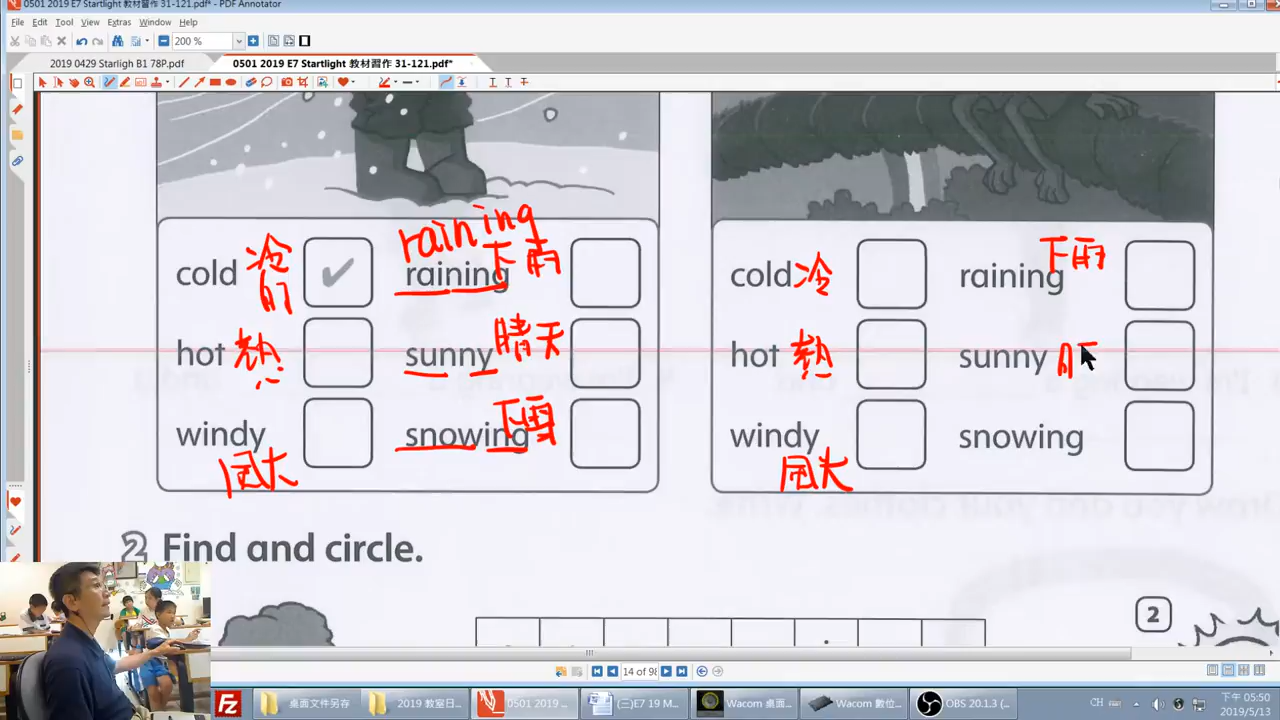 0501 2019 E7 Startlight 教材習作 31-121.pdf* - PDF Annotator
File Edit Tool View Extras Window Help
200 %
2019 0429 Starligh B1 78P.pdf
0501 2019 E7 Startlight 教材習作 31-121.pdf*
raining
cold 冷的 ✔ raining 下雨
cold 冷 raining 下雨
hot 熱 sunny 晴天
hot 熱 sunny
windy 風大 snowing 下雪
windy 風大 snowing
2 Find and circle.
2
14 of 98
桌面文件另存
2019 教室日...
0501 2019 ...
(三)E7 19 M...
Wacom 桌面...
Wacom 數位...
OBS 20.1.3 (...
CH
下午 05:50
2019/5/13